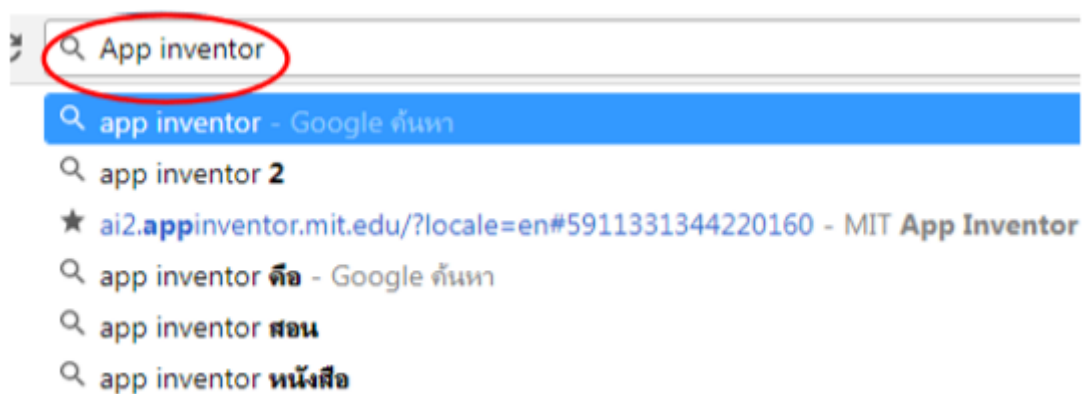 App inventor
app inventor - Google ค้นหา
app inventor 2
ai2.appinventor.mit.edu/?locale=en#5911331344220160 - MIT App Inventor
app inventor คือ - Google ค้นหา
app inventor สอน
app inventor หนังสือ